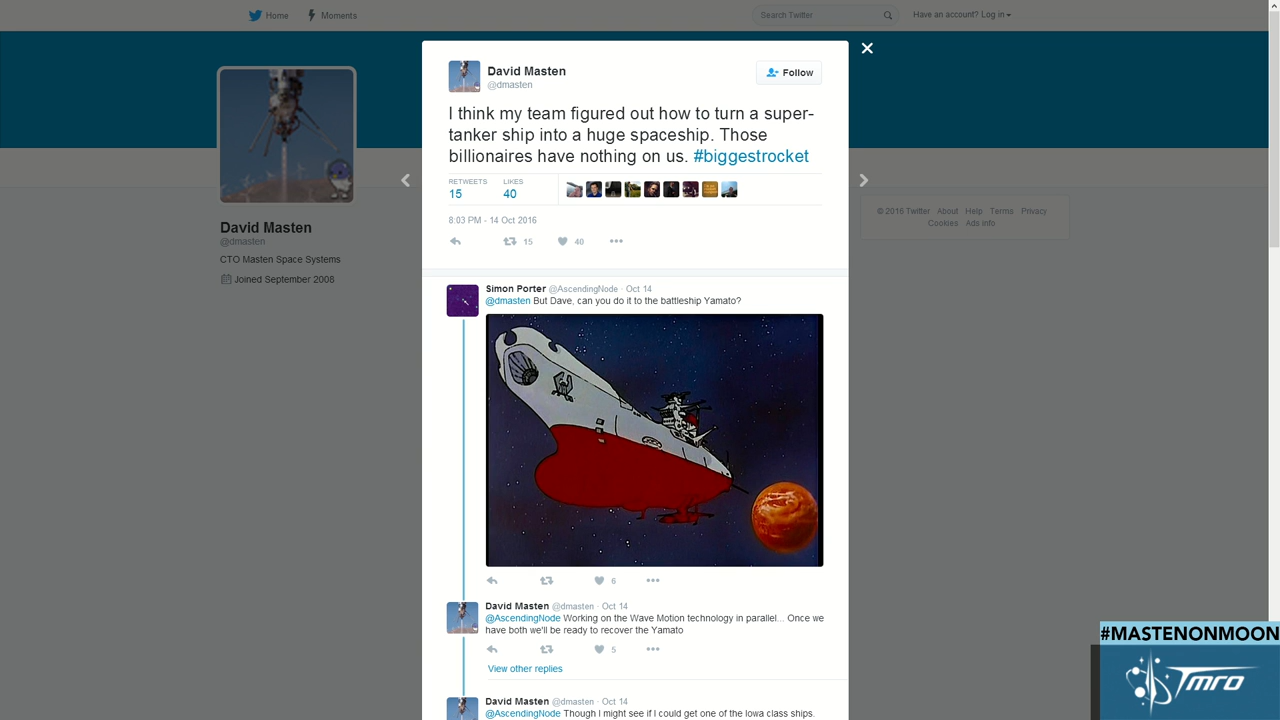 Home
Moments
Search Twitter
Have an account? Log in
David Masten
@dmasten
Follow
I think my team figured out how to turn a super-
tanker ship into a huge spaceship. Those
billionaires have nothing on us. #biggestrocket
RETWEETS
15
LIKES
40
8:03 PM - 14 Oct 2016
15
40
David Masten
@dmasten
CTO Masten Space Systems
Joined September 2008
© 2016 Twitter About Help Terms Privacy
Cookies Ads info
Simon Porter @AscendingNode · Oct 14
@dmasten But Dave, can you do it to the battleship Yamato?
6
David Masten @dmasten · Oct 14
@AscendingNode Working on the Wave Motion technology in parallel... Once we
have both we'll be ready to recover the Yamato
5
View other replies
David Masten @dmasten · Oct 14
@AscendingNode Though I might see if I could get one of the Iowa class ships.
#MASTENONMOON
Tmro